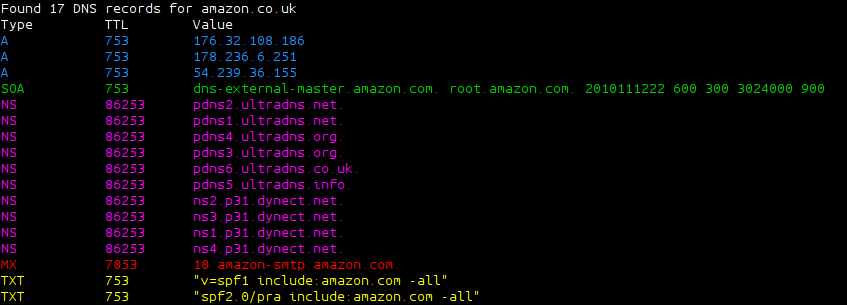 Found 17 DNS records for amazon.co.uk
Type TTL Value
A 753 176.32.108.186
A 753 178.236.6.251
A 753 54.239.36.155
SOA 753 dns-external-master.amazon.com. root.amazon.com. 2010111222 600 300 3024000 900
NS 86253 pdns2.ultradns.net.
NS 86253 pdns1.ultradns.net.
NS 86253 pdns4.ultradns.org.
NS 86253 pdns3.ultradns.org.
NS 86253 pdns6.ultradns.co.uk.
NS 86253 pdns5.ultradns.info.
NS 86253 ns2.p31.dynect.net.
NS 86253 ns3.p31.dynect.net.
NS 86253 ns1.p31.dynect.net.
NS 86253 ns4.p31.dynect.net.
MX 7053 10 amazon-smtp.amazon.com.
TXT 753 "v=spf1 include:amazon.com -all"
TXT 753 "spf2.0/pra include:amazon.com -all"